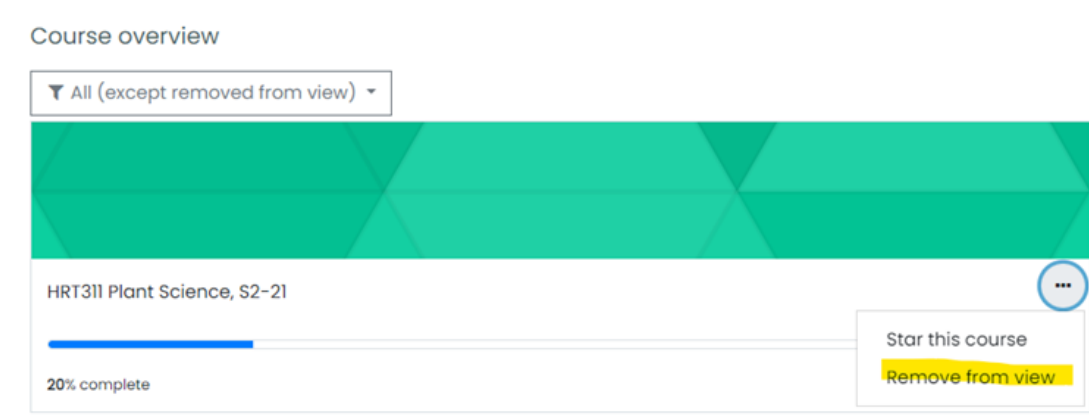 Course overview
All (except removed from view)
HRT311 Plant Science, S2-21
Star this course
Remove from view
20% complete